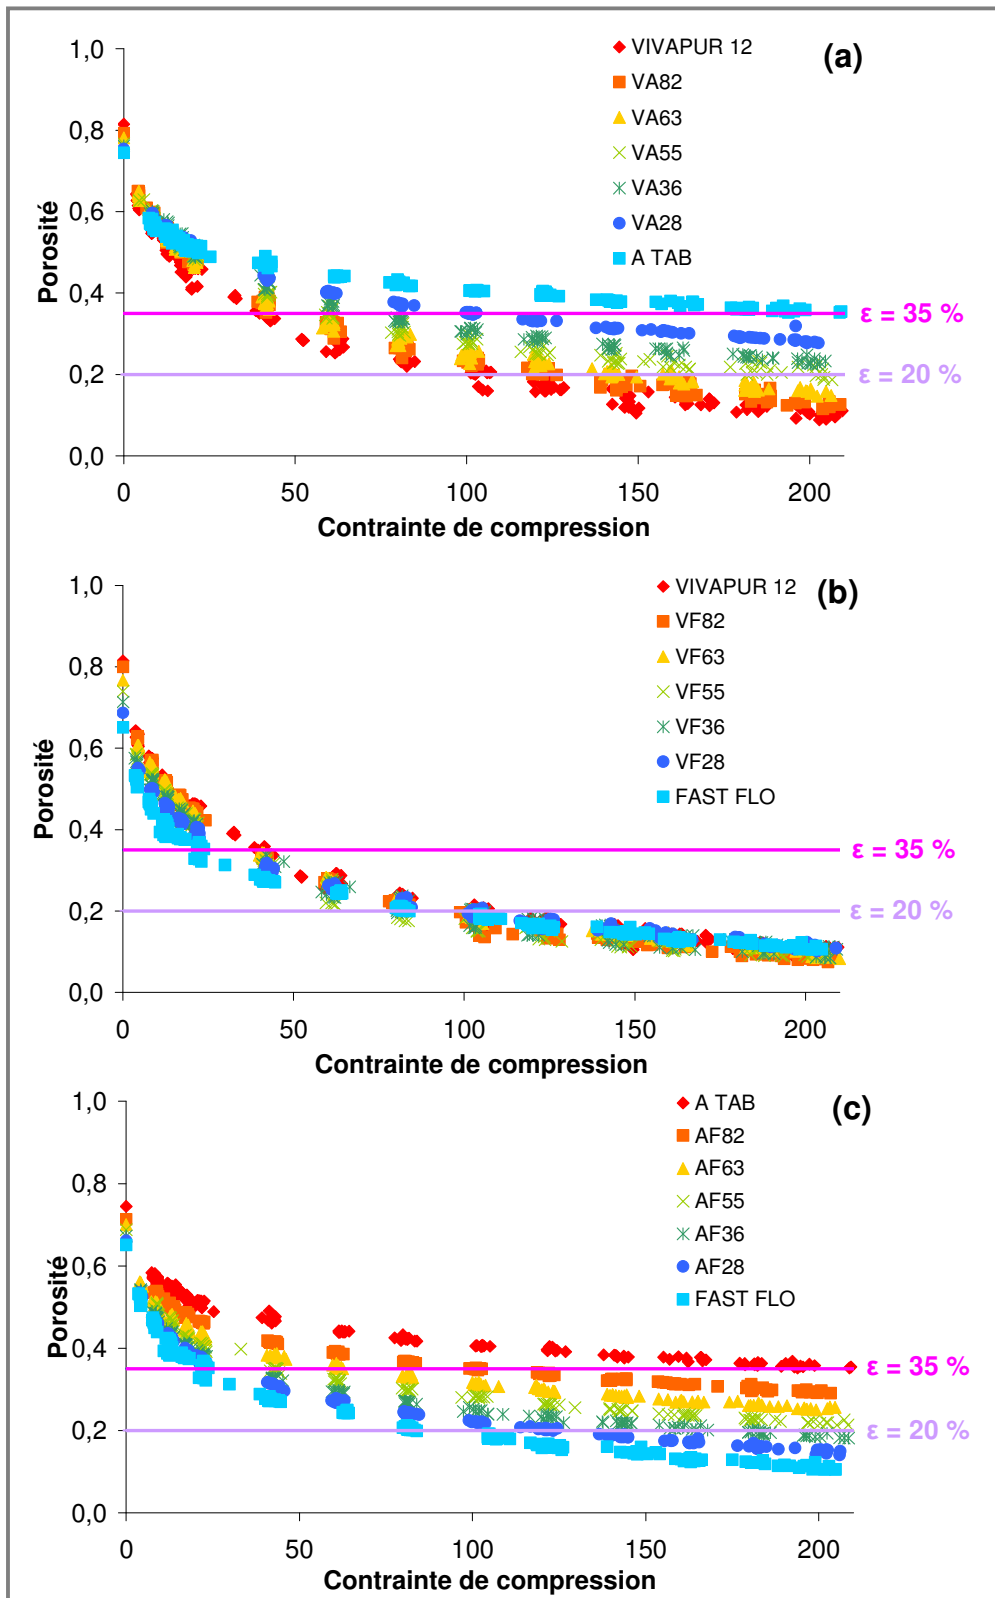 (a)
VIVAPUR 12
VA82
VA63
VA55
VA36
VA28
A TAB
1,0
0,8
0,6
0,4
0,2
0,0
Porosité
ε = 35 %
ε = 20 %
0 50 100 150 200
Contrainte de compression
(b)
VIVAPUR 12
VF82
VF63
VF55
VF36
VF28
FAST FLO
1,0
0,8
0,6
0,4
0,2
0,0
Porosité
ε = 35 %
ε = 20 %
0 50 100 150 200
Contrainte de compression
(c)
A TAB
AF82
AF63
AF55
AF36
AF28
FAST FLO
1,0
0,8
0,6
0,4
0,2
0,0
Porosité
ε = 35 %
ε = 20 %
0 50 100 150 200
Contrainte de compression